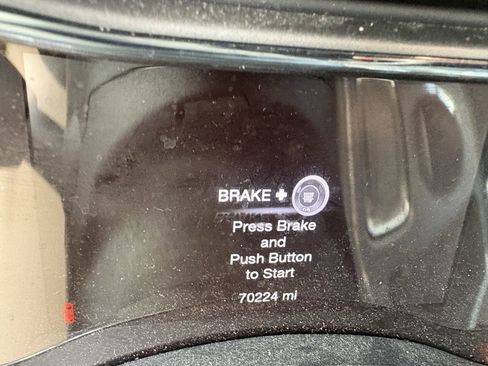 BRAKE +
Press Brake
and
Push Button
to Start
70224 mi